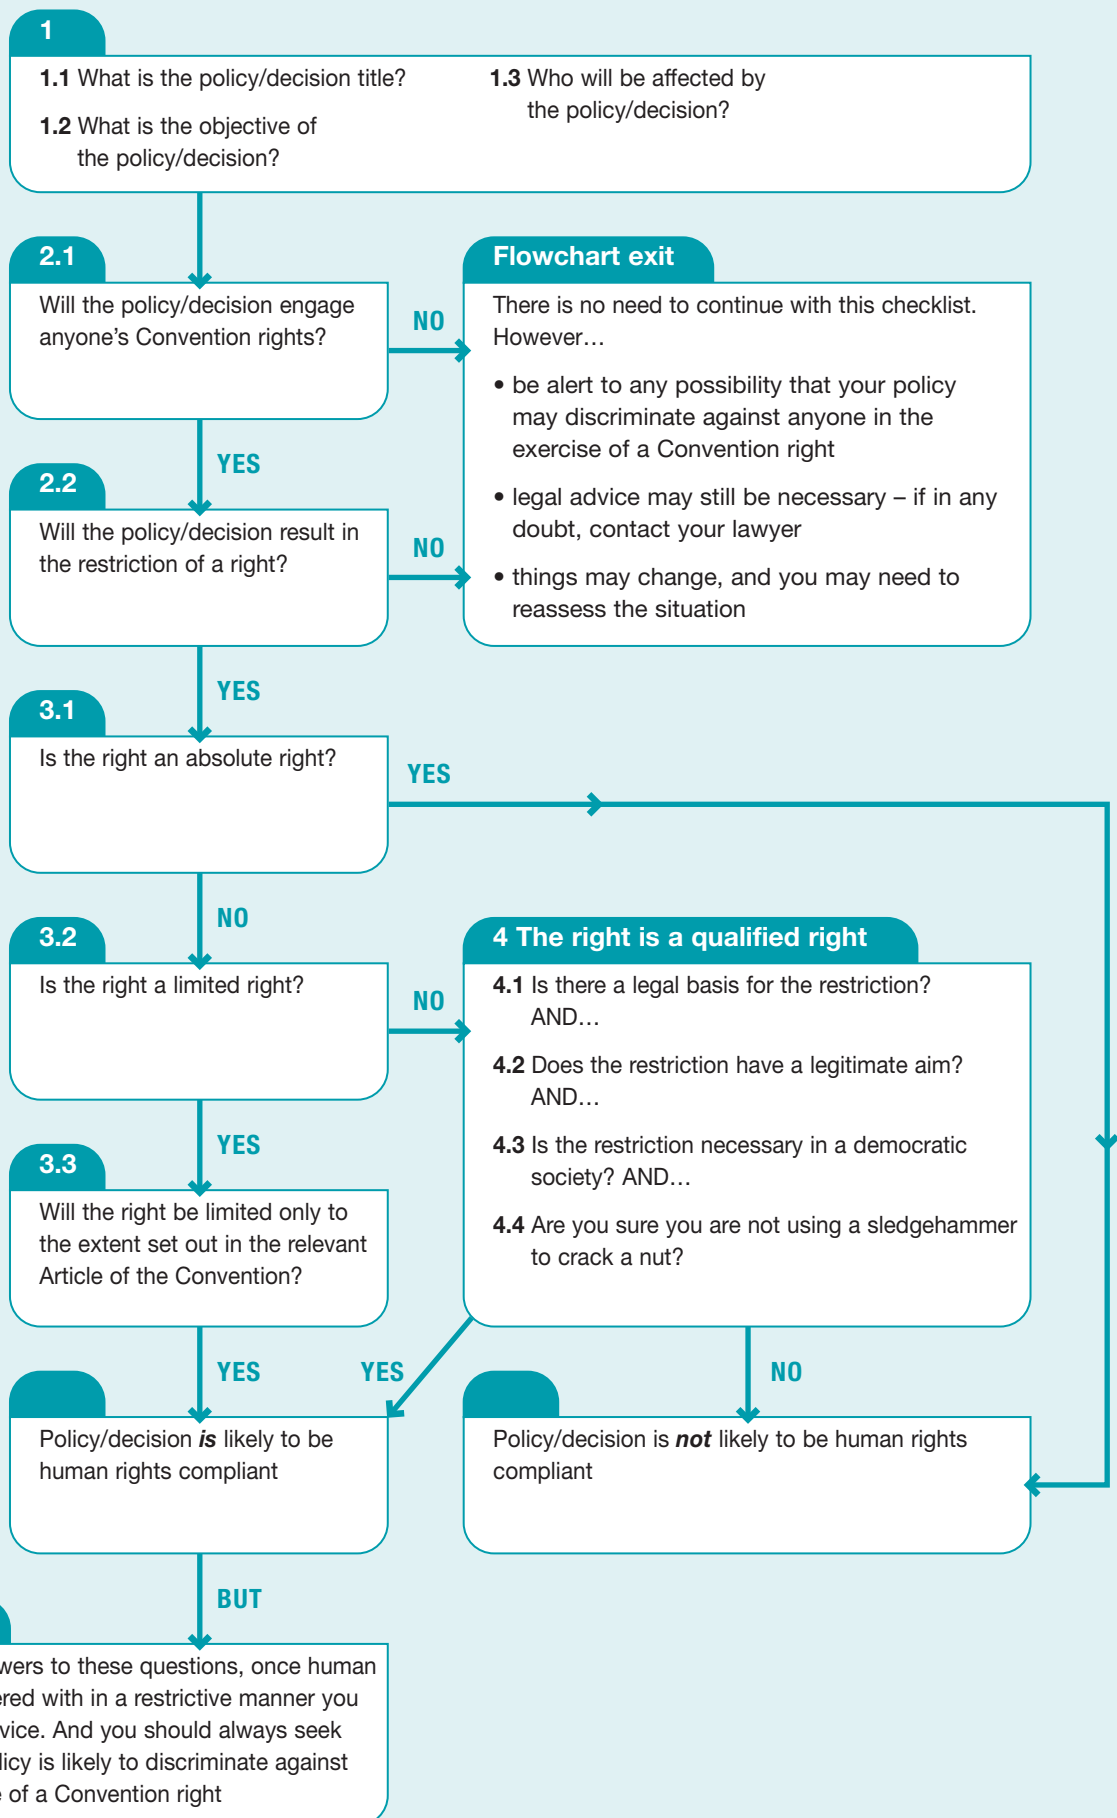 1
1.1 What is the policy/decision title?
1.2 What is the objective of
the policy/decision?
1.3 Who will be affected by
the policy/decision?
2.1
Will the policy/decision engage
anyone’s Convention rights?
NO
Flowchart exit
There is no need to continue with this checklist.
However…
• be alert to any possibility that your policy
may discriminate against anyone in the
exercise of a Convention right
• legal advice may still be necessary – if in any
doubt, contact your lawyer
• things may change, and you may need to
reassess the situation
YES
2.2
Will the policy/decision result in
the restriction of a right?
NO
YES
3.1
Is the right an absolute right?
YES
NO
3.2
Is the right a limited right?
NO
4 The right is a qualified right
4.1 Is there a legal basis for the restriction?
AND…
4.2 Does the restriction have a legitimate aim?
AND…
4.3 Is the restriction necessary in a democratic
society? AND…
4.4 Are you sure you are not using a sledgehammer
to crack a nut?
YES
3.3
Will the right be limited only to
the extent set out in the relevant
Article of the Convention?
YES
YES
NO
Policy/decision is likely to be
human rights compliant
Policy/decision is not likely to be human rights
compliant
BUT
wers to these questions, once human
ered with in a restrictive manner you
vice. And you should always seek
licy is likely to discriminate against
of a Convention right